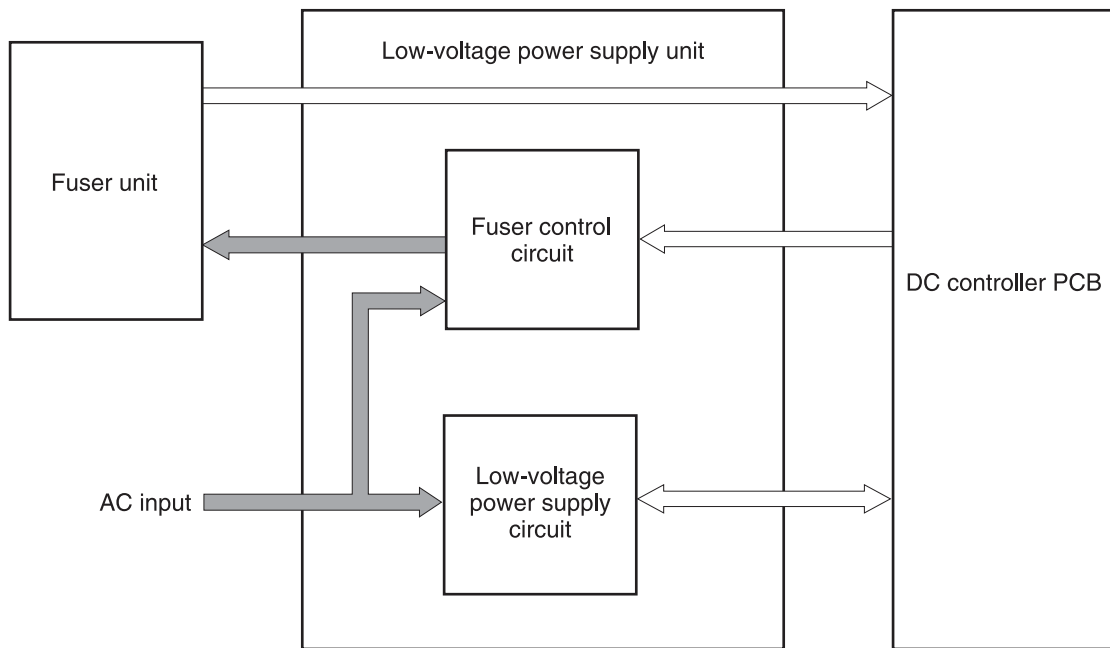 Low-voltage power supply unit
Fuser unit
Fuser control
circuit
DC controller PCB
AC input
Low-voltage
power supply
circuit